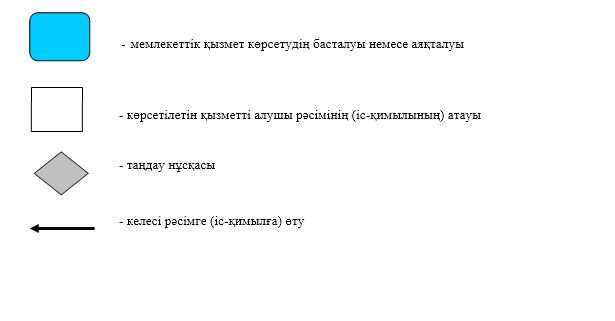 - мемлекеттік қызмет көрсетудің басталуы немесе аяқталуы
- көрсетілетін қызметті алушы рәсімінің (іс-қимылының) атауы
- таңдау нұсқасы
- келесі рәсімге (іс-қимылға) өту